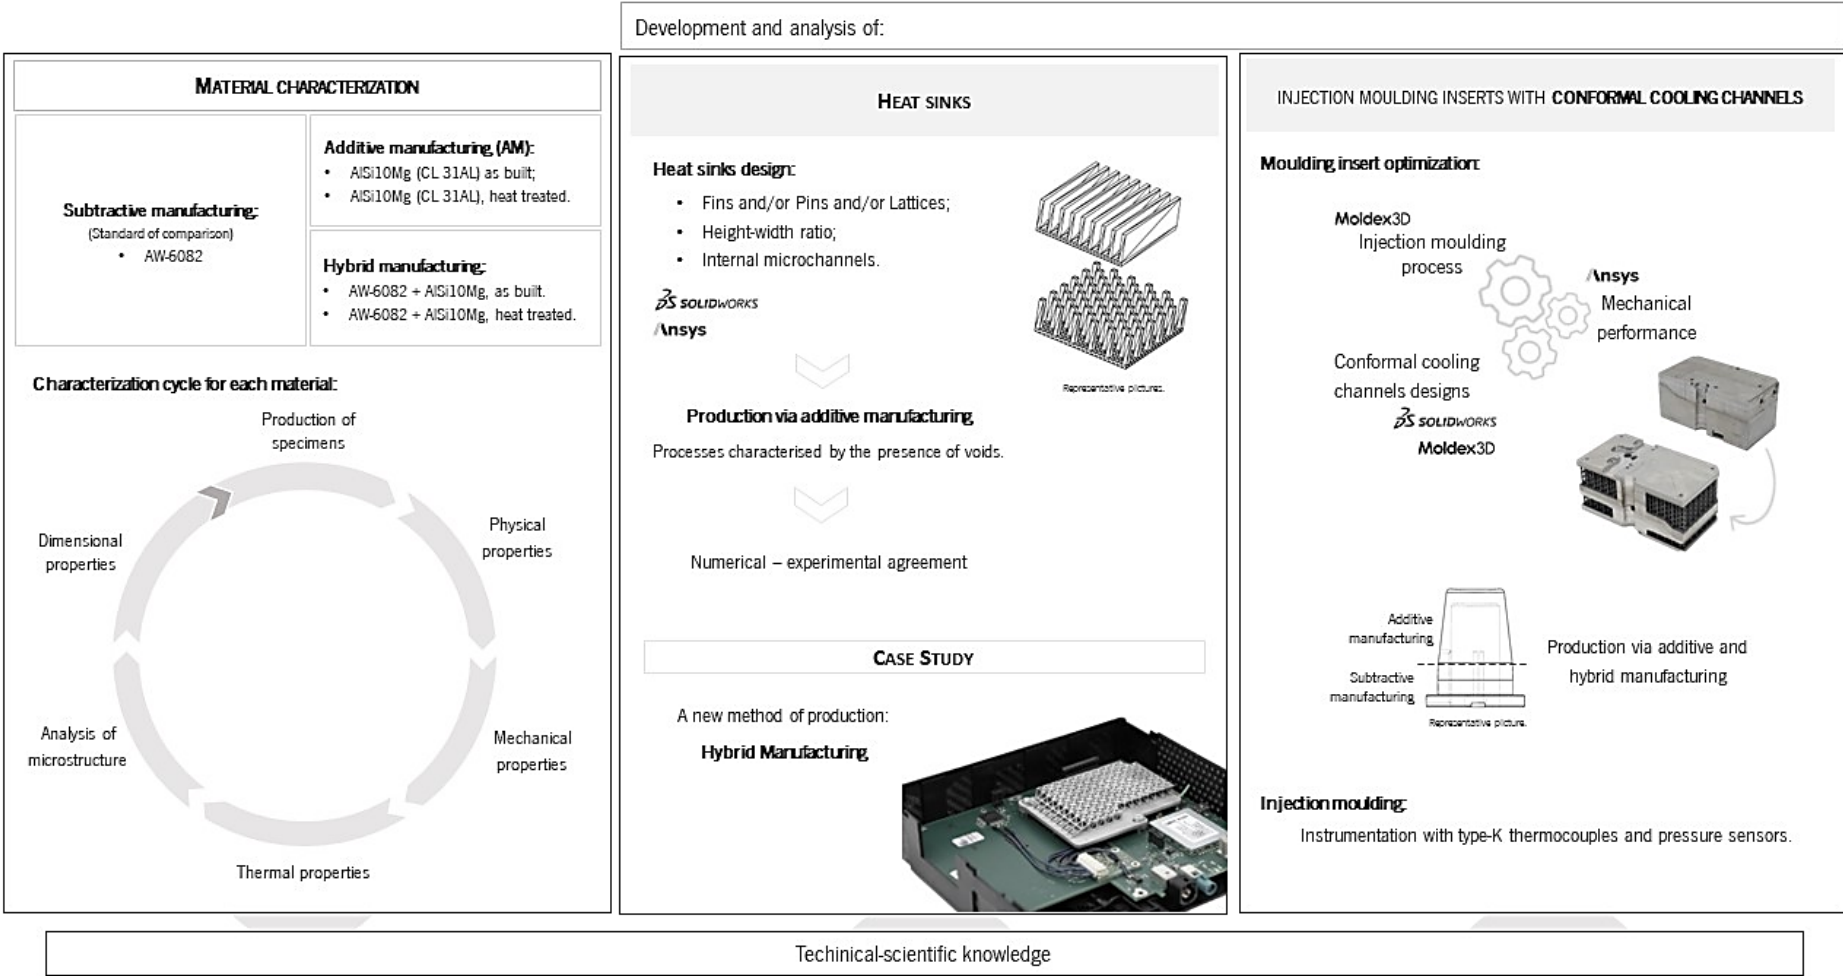 Development and analysis of:
MATERIAL CHARACTERIZATION
Subtractive manufacturing:
(Standard of comparison)
• AW-6082
Additive manufacturing (AM):
• AlSi10Mg (CL 31AL) as built;
• AlSi10Mg (CL 31AL), heat treated.
Hybrid manufacturing:
• AW-6082 + AlSi10Mg, as built.
• AW-6082 + AlSi10Mg, heat treated.
Characterization cycle for each material:
Production of
specimens
Physical
properties
Mechanical
properties
Thermal properties
Analysis of
microstructure
Dimensional
properties
HEAT SINKS
Heat sinks design:
• Fins and/or Pins and/or Lattices;
• Height-width ratio;
• Internal microchannels.
SOLIDWORKS
Ansys
Representative pictures.
Production via additive manufacturing
Processes characterised by the presence of voids.
Numerical – experimental agreement
CASE STUDY
A new method of production:
Hybrid Manufacturing
INJECTION MOULDING INSERTS WITH CONFORMAL COOLING CHANNELS
Moulding insert optimization:
Moldex3D
Injection moulding
process
Ansys
Mechanical
performance
Conformal cooling
channels designs
SOLIDWORKS
Moldex3D
Additive
manufacturing
Subtractive
manufacturing
Representative picture.
Production via additive and
hybrid manufacturing
Injection moulding:
Instrumentation with type-K thermocouples and pressure sensors.
Techinical-scientific knowledge